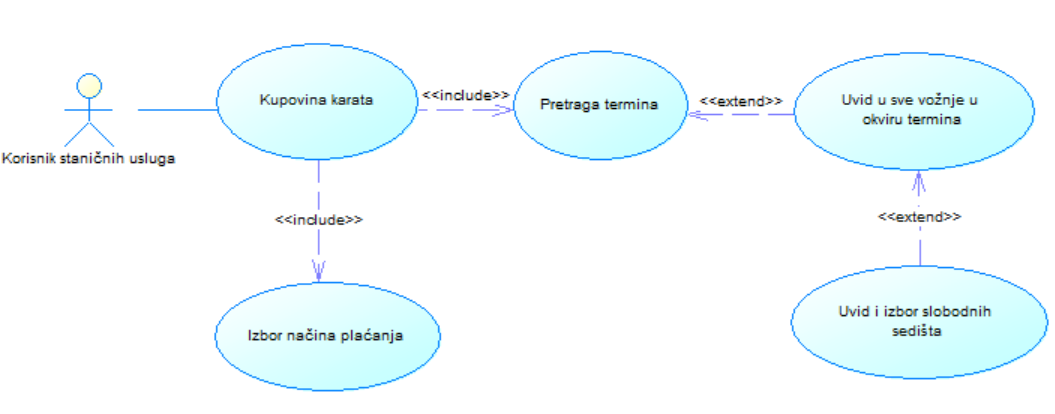 Korisnik staničnih usluga
Kupovina karata
<<include>>
Pretraga termina
<<extend>>
Uvid u sve vožnje u
okviru termina
<<include>>
<<extend>>
Izbor načina plaćanja
Uvid i izbor slobodnih
sedišta